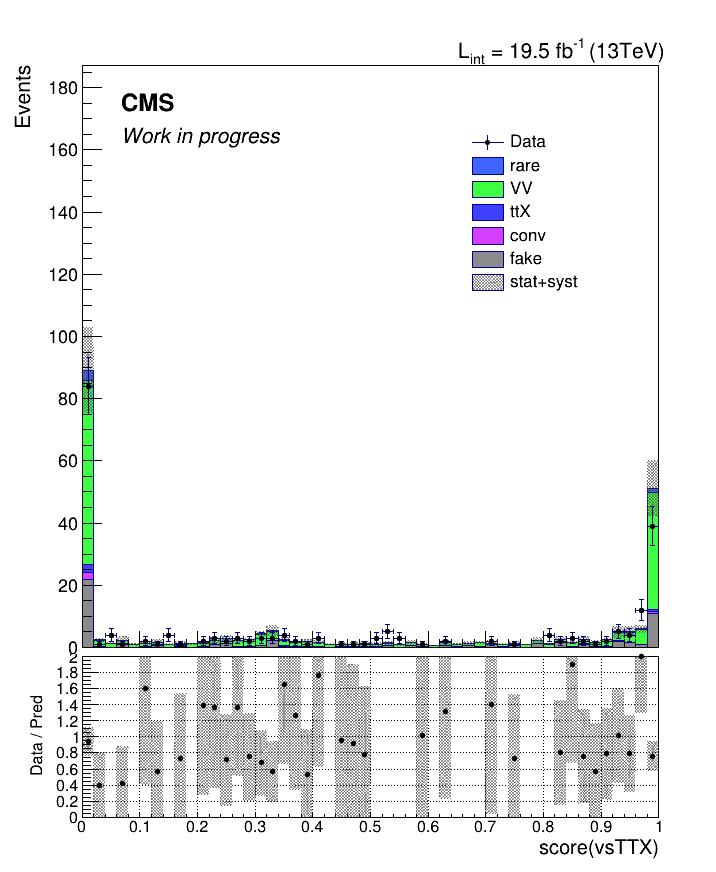 L_int = 19.5 fb^-1 (13TeV)
Events
CMS
Work in progress
Data
rare
VV
ttX
conv
fake
stat+syst
180
160
140
120
100
80
60
40
20
0
Data / Pred
2
1.8
1.6
1.4
1.2
1
0.8
0.6
0.4
0.2
0
0 0.1 0.2 0.3 0.4 0.5 0.6 0.7 0.8 0.9 1
score(vsTTX)